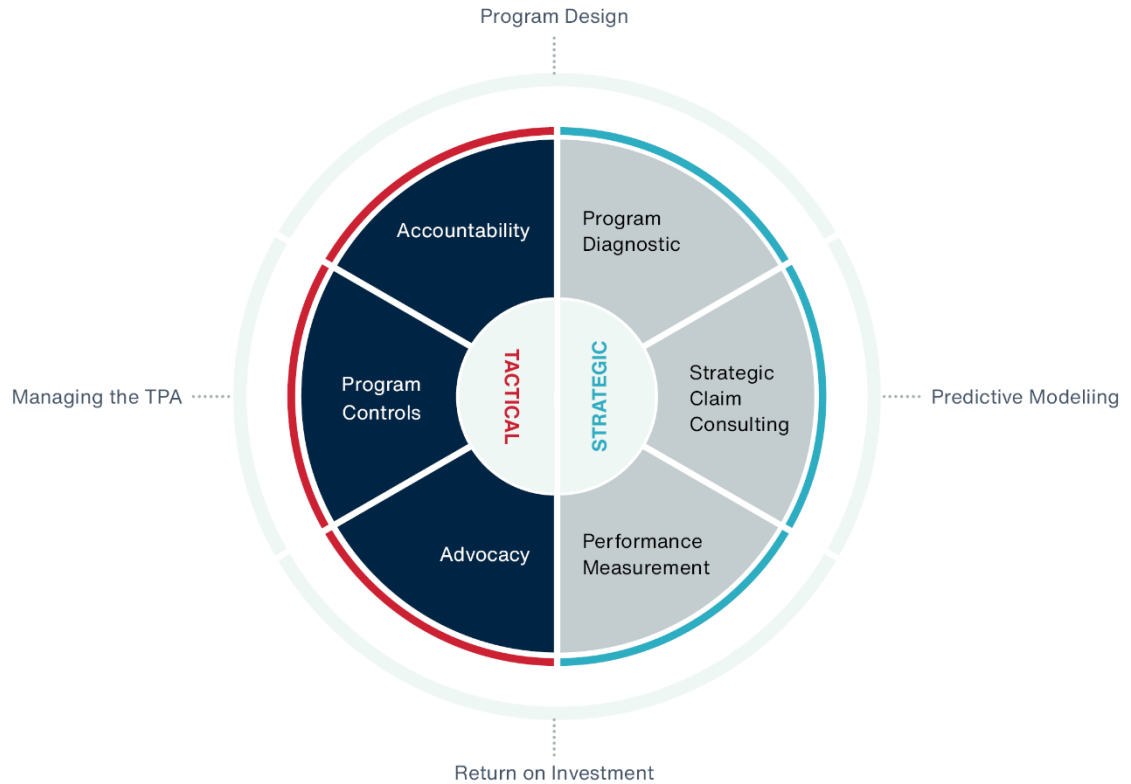 Program Design
Accountability
Program
Diagnostic
Managing the TPA
Program
Controls
TACTICAL
STRATEGIC
Strategic
Claim
Consulting
Predictive Modeliing
Advocacy
Performance
Measurement
Return on Investment